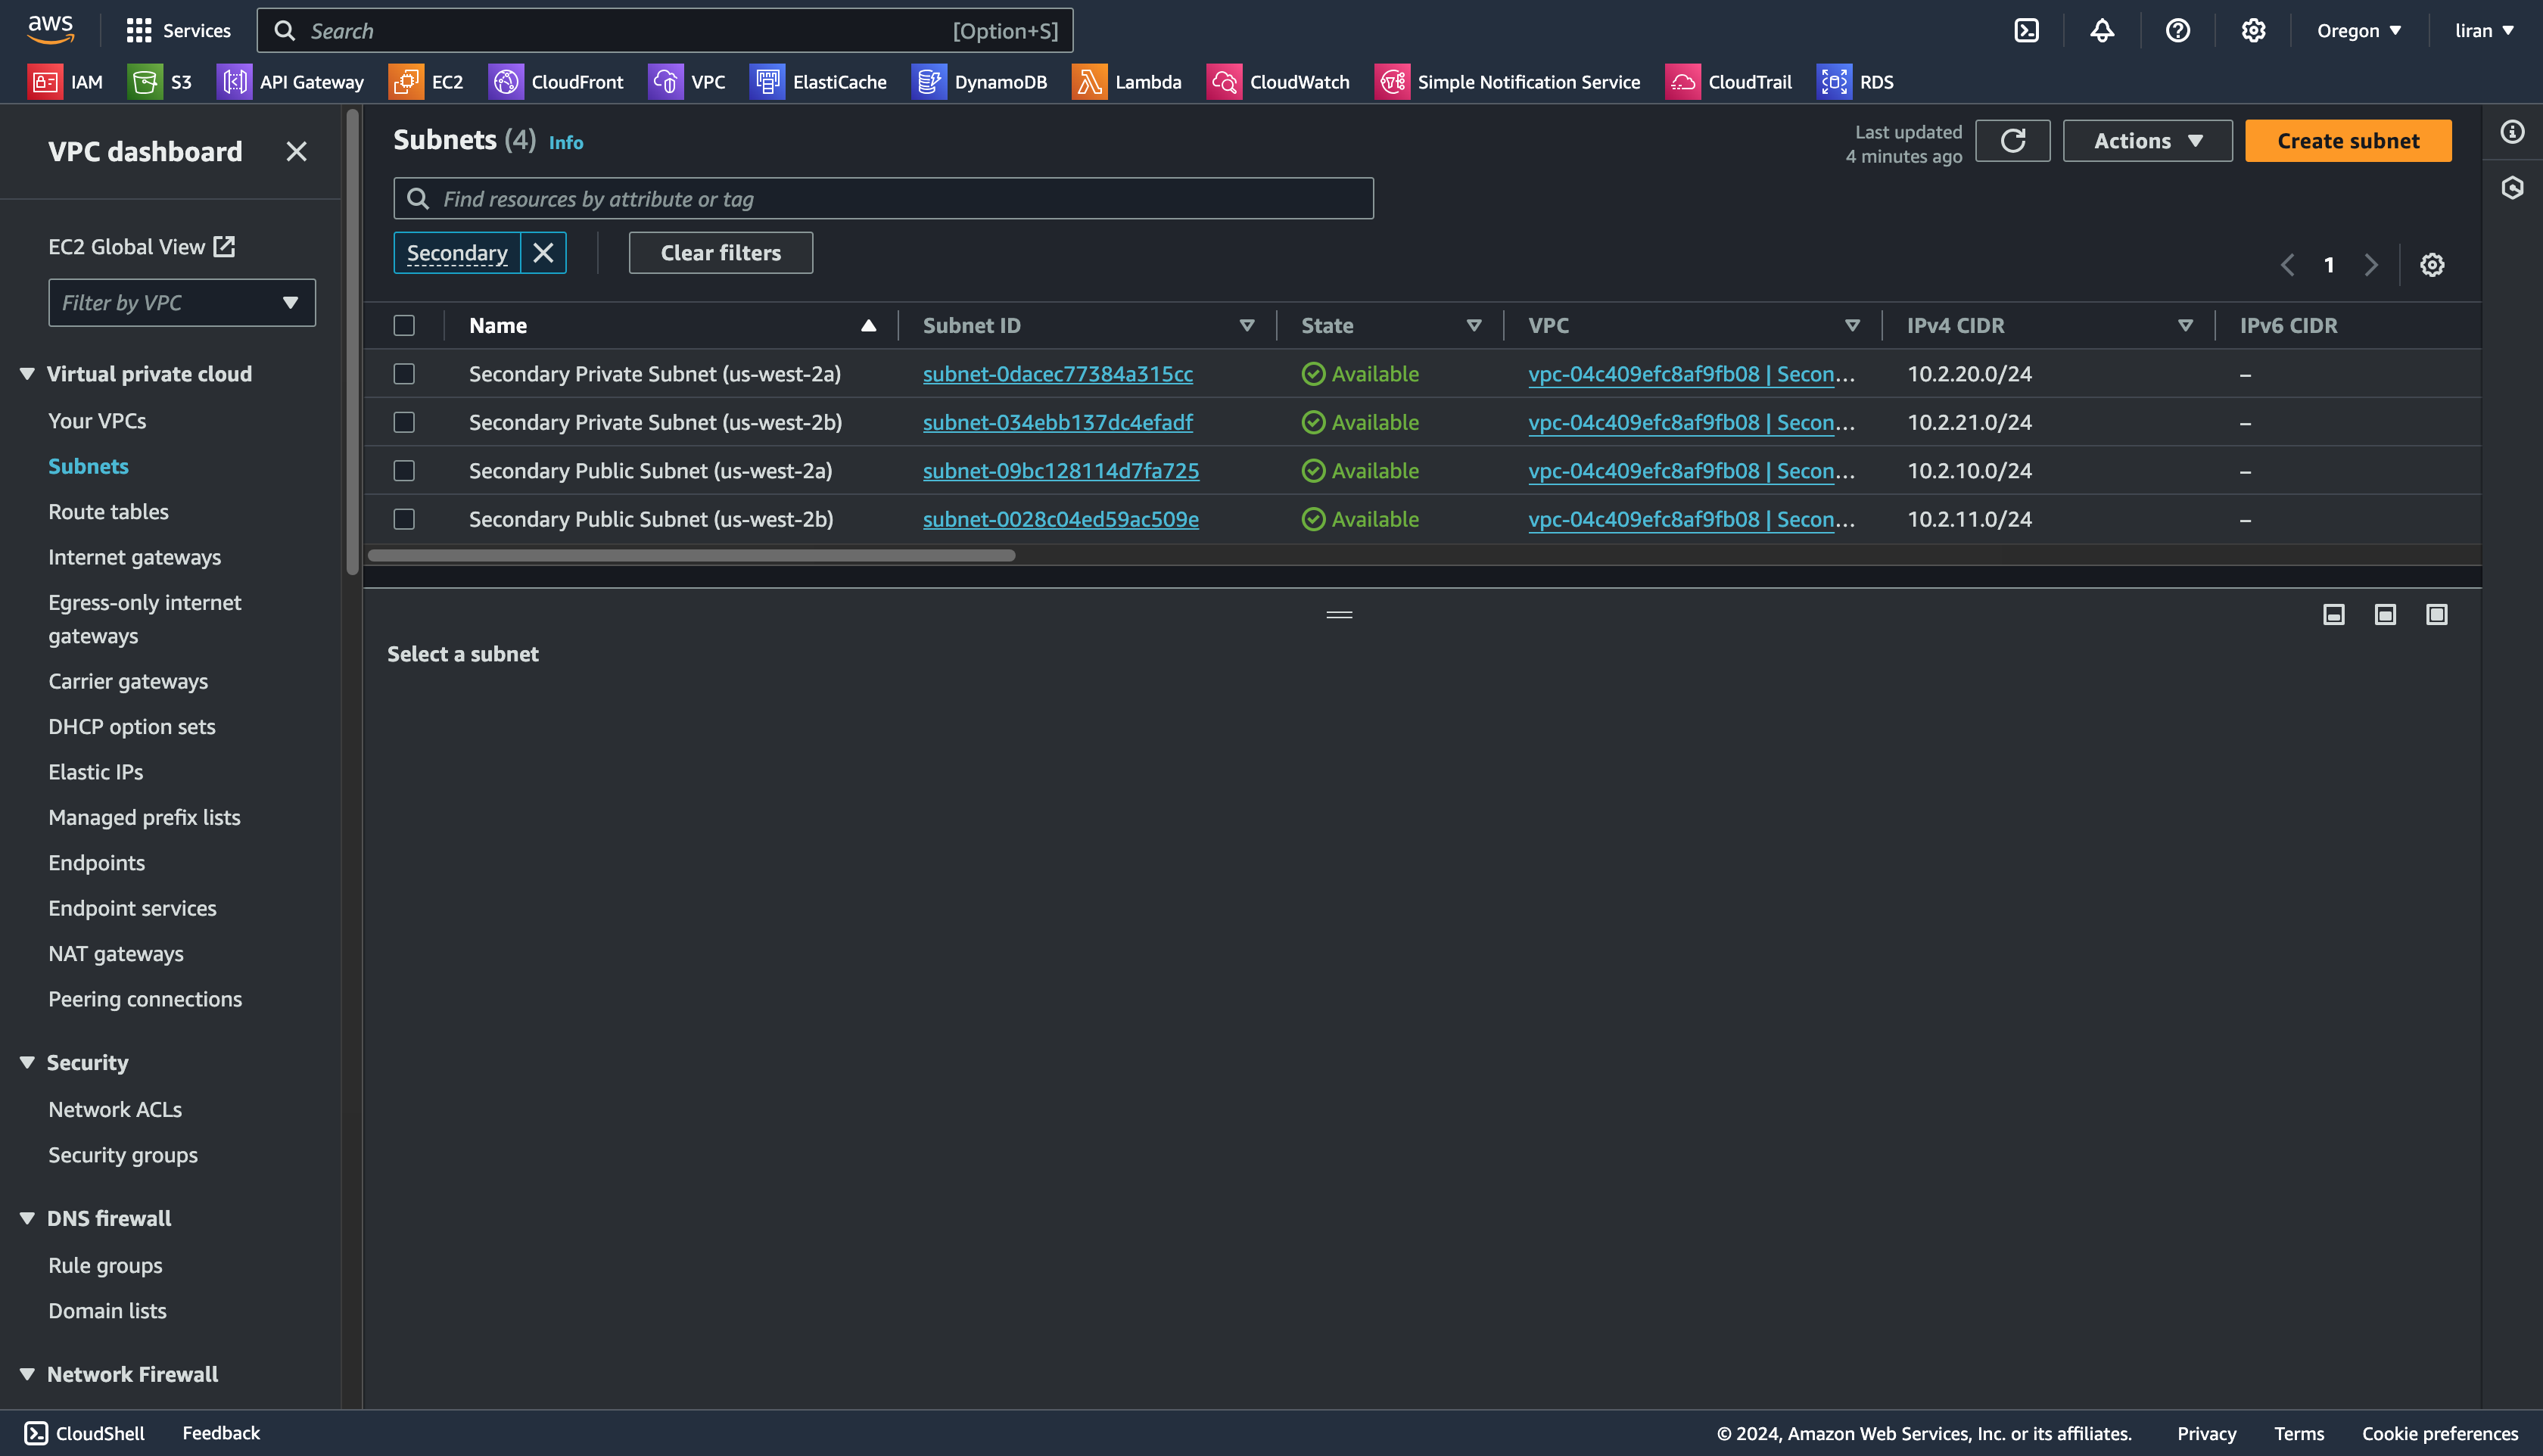 aws
Services
Search
[Option+S]
Oregon
liran
IAM
S3
API Gateway
EC2
CloudFront
VPC
ElastiCache
DynamoDB
Lambda
CloudWatch
Simple Notification Service
CloudTrail
RDS
VPC dashboard
EC2 Global View
Filter by VPC
Virtual private cloud
Your VPCs
Subnets
Route tables
Internet gateways
Egress-only internet
gateways
Carrier gateways
DHCP option sets
Elastic IPs
Managed prefix lists
Endpoints
Endpoint services
NAT gateways
Peering connections
Security
Network ACLs
Security groups
DNS firewall
Rule groups
Domain lists
Network Firewall
Subnets (4) Info
Last updated
4 minutes ago
Actions
Create subnet
Find resources by attribute or tag
Secondary
Clear filters
1
Name Subnet ID State VPC IPv4 CIDR IPv6 CIDR
Secondary Private Subnet (us-west-2a) subnet-0dacec77384a315cc Available vpc-04c409efc8af9fb08 | Secon… 10.2.20.0/24 –
Secondary Private Subnet (us-west-2b) subnet-034ebb137dc4efadf Available vpc-04c409efc8af9fb08 | Secon… 10.2.21.0/24 –
Secondary Public Subnet (us-west-2a) subnet-09bc128114d7fa725 Available vpc-04c409efc8af9fb08 | Secon… 10.2.10.0/24 –
Secondary Public Subnet (us-west-2b) subnet-0028c04ed59ac509e Available vpc-04c409efc8af9fb08 | Secon… 10.2.11.0/24 –
Select a subnet
CloudShell
Feedback
© 2024, Amazon Web Services, Inc. or its affiliates.
Privacy
Terms
Cookie preferences